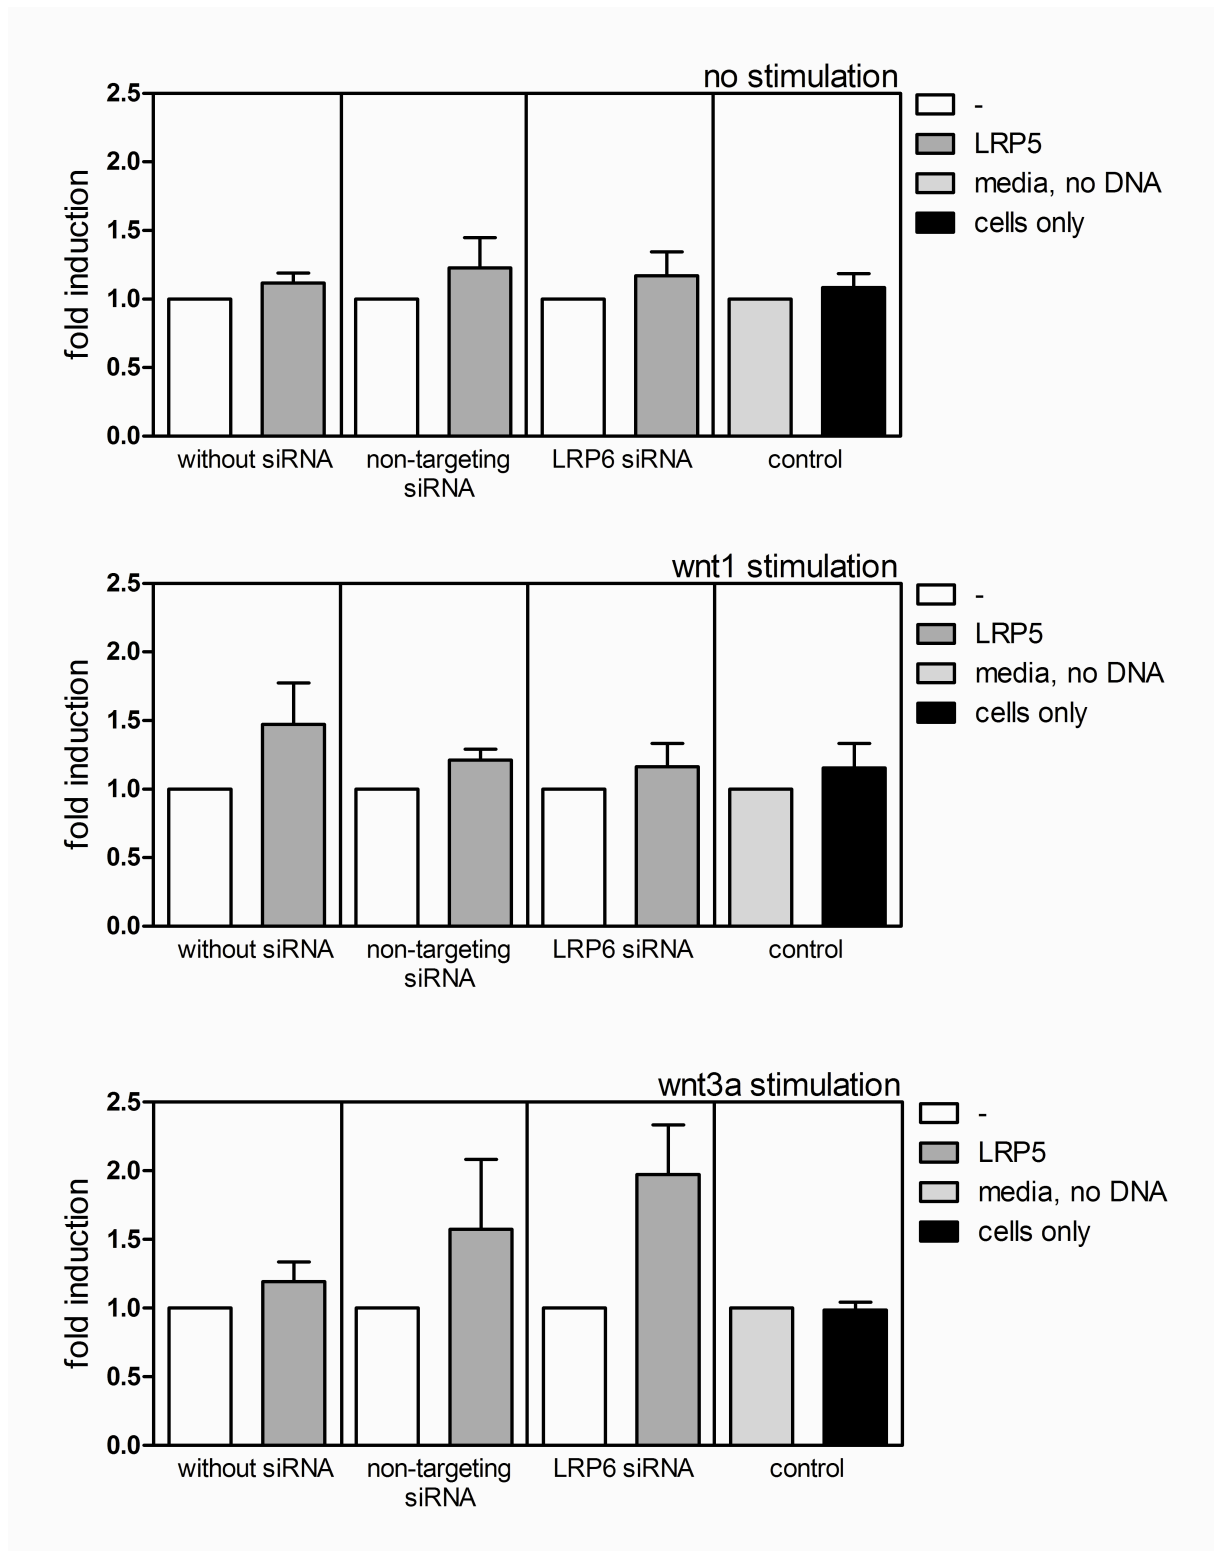 no stimulation
fold induction
2.5
2.0
1.5
1.0
0.5
0.0
without siRNA
non-targeting
siRNA
LRP6 siRNA
control
-
LRP5
media, no DNA
cells only
wnt1 stimulation
fold induction
2.5
2.0
1.5
1.0
0.5
0.0
without siRNA
non-targeting
siRNA
LRP6 siRNA
control
-
LRP5
media, no DNA
cells only
wnt3a stimulation
fold induction
2.5
2.0
1.5
1.0
0.5
0.0
without siRNA
non-targeting
siRNA
LRP6 siRNA
control
-
LRP5
media, no DNA
cells only